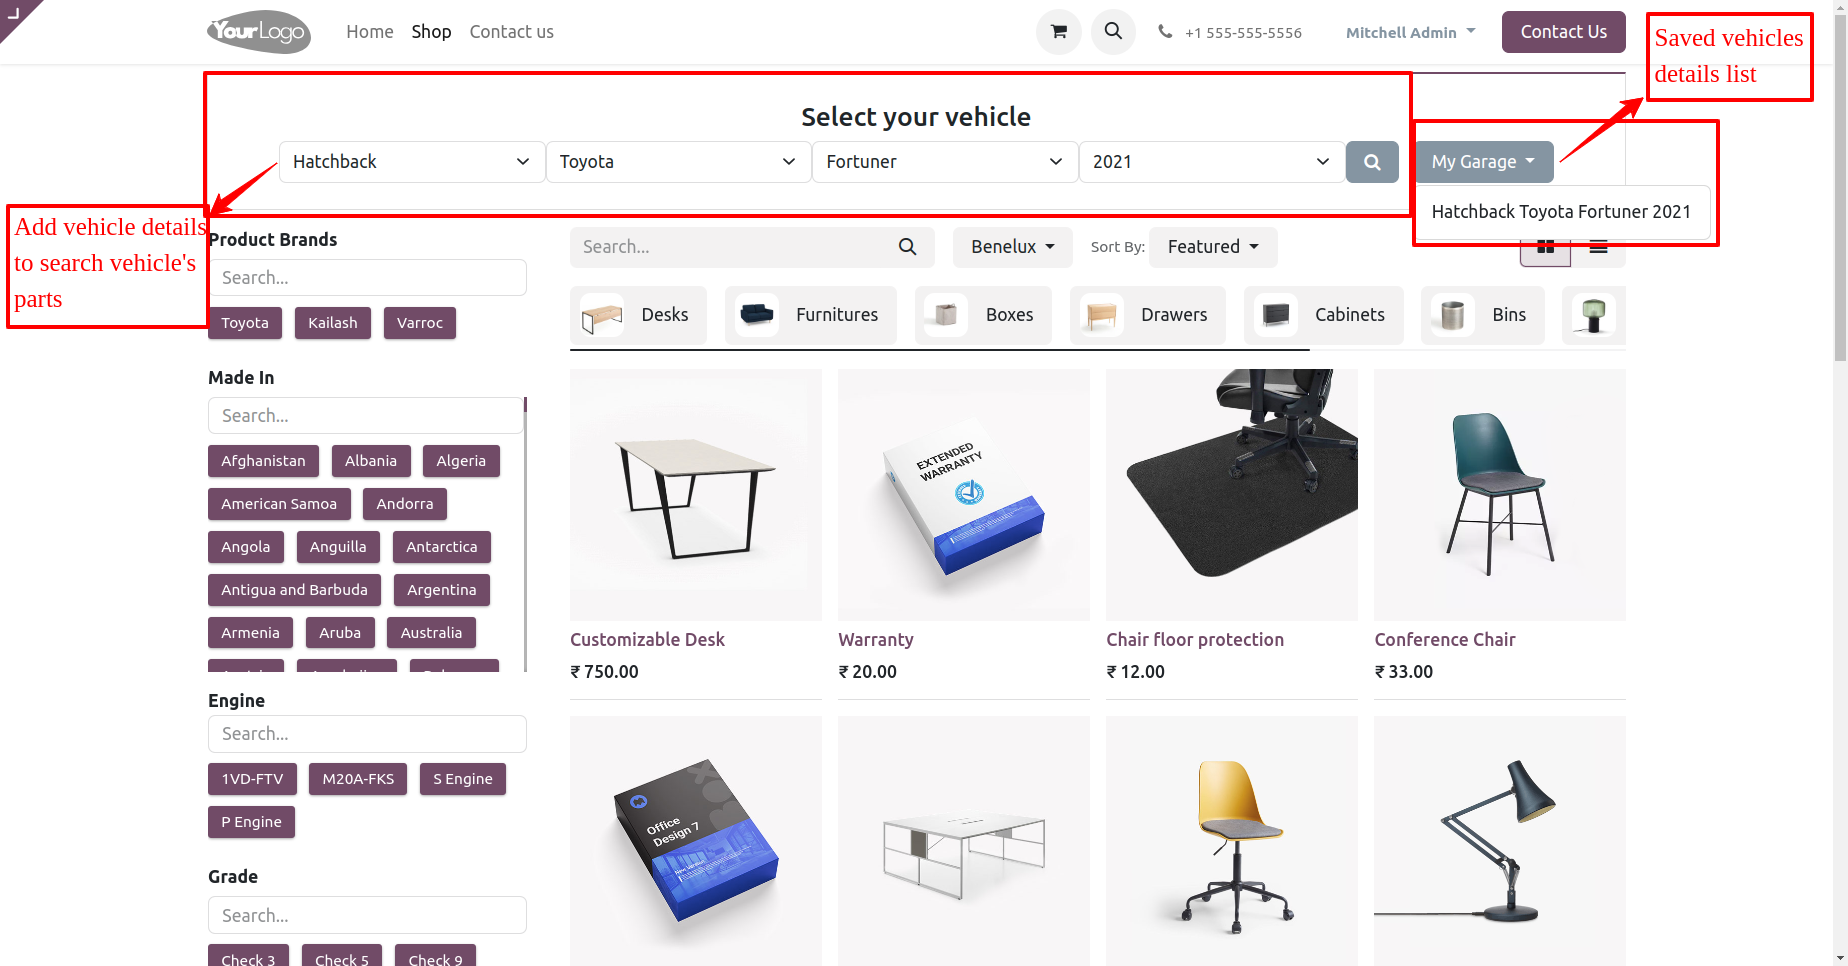 YourLogo
Home Shop Contact us
+1 555-555-5556
Mitchell Admin
Contact Us
Saved vehicles
details list
Select your vehicle
Hatchback
Toyota
Fortuner
2021
My Garage
Hatchback Toyota Fortuner 2021
Add vehicle details
to search vehicle's
parts
Product Brands
Search...
Toyota Kailash Varroc
Made In
Search...
Afghanistan Albania Algeria
American Samoa Andorra
Angola Anguilla Antarctica
Antigua and Barbuda Argentina
Armenia Aruba Australia
Engine
Search...
1VD-FTV M20A-FKS S Engine
P Engine
Grade
Search...
Check 3 Check 5 Check 9
Search...
Benelux
Sort By: Featured
Desks Furnitures Boxes Drawers Cabinets Bins
EXTENDED
WARRANTY
Customizable Desk
₹ 750.00
Warranty
₹ 20.00
Chair floor protection
₹ 12.00
Conference Chair
₹ 33.00
Office
Design 7